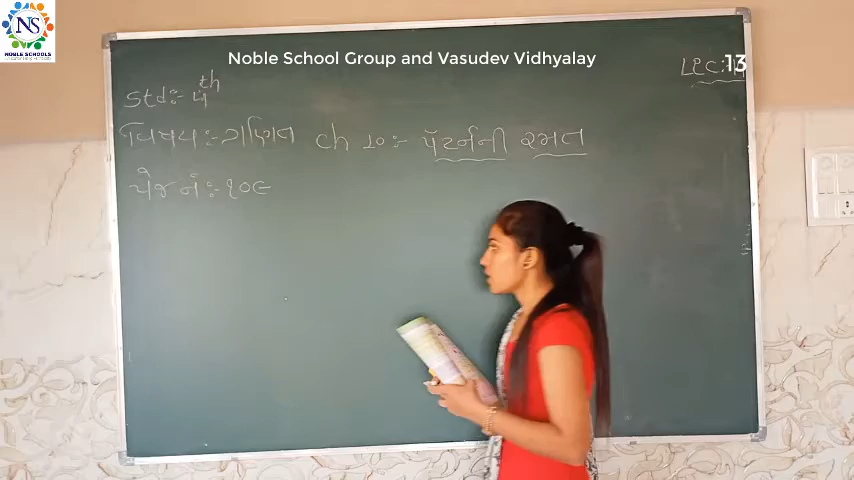 NS
NOBLE SCHOOLS
Noble School Group and Vasudev Vidhyalay
LEC:13
std:- ૫th
વિષય:- ગણિત ch ૧૦:- પૅટર્નની રમત
પેજ નં:- ૧૦૯